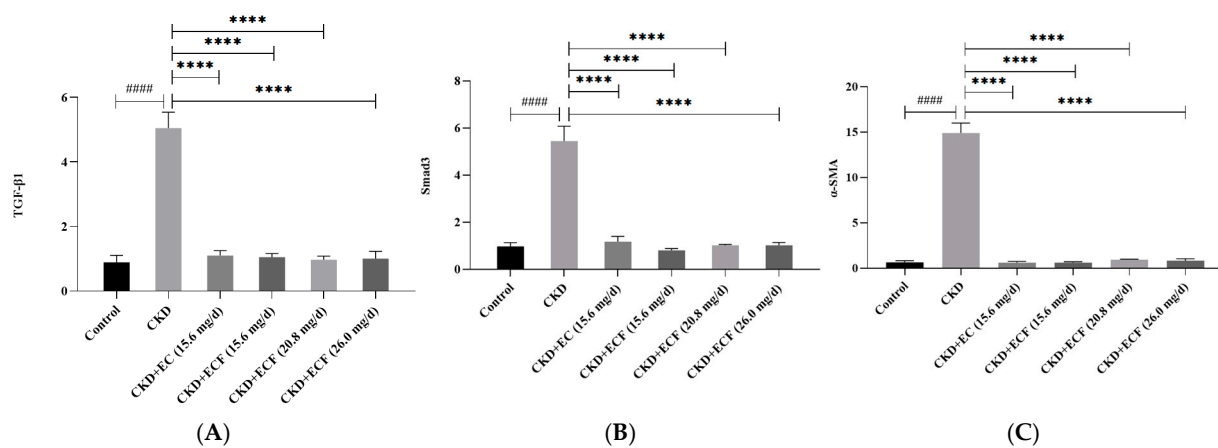 ****
****
****
####
****
6
4
2
0
TGF-β1
Control
CKD
CKD+EC (15.6 mg/d)
CKD+ECF (15.6 mg/d)
CKD+ECF (20.8 mg/d)
CKD+ECF (26.0 mg/d)
(A)
****
****
****
####
****
8
6
4
2
0
Smad3
Control
CKD
CKD+EC (15.6 mg/d)
CKD+ECF (15.6 mg/d)
CKD+ECF (20.8 mg/d)
CKD+ECF (26.0 mg/d)
(B)
****
****
****
####
****
20
15
10
5
0
α-SMA
Control
CKD
CKD+EC (15.6 mg/d)
CKD+ECF (15.6 mg/d)
CKD+ECF (20.8 mg/d)
CKD+ECF (26.0 mg/d)
(C)